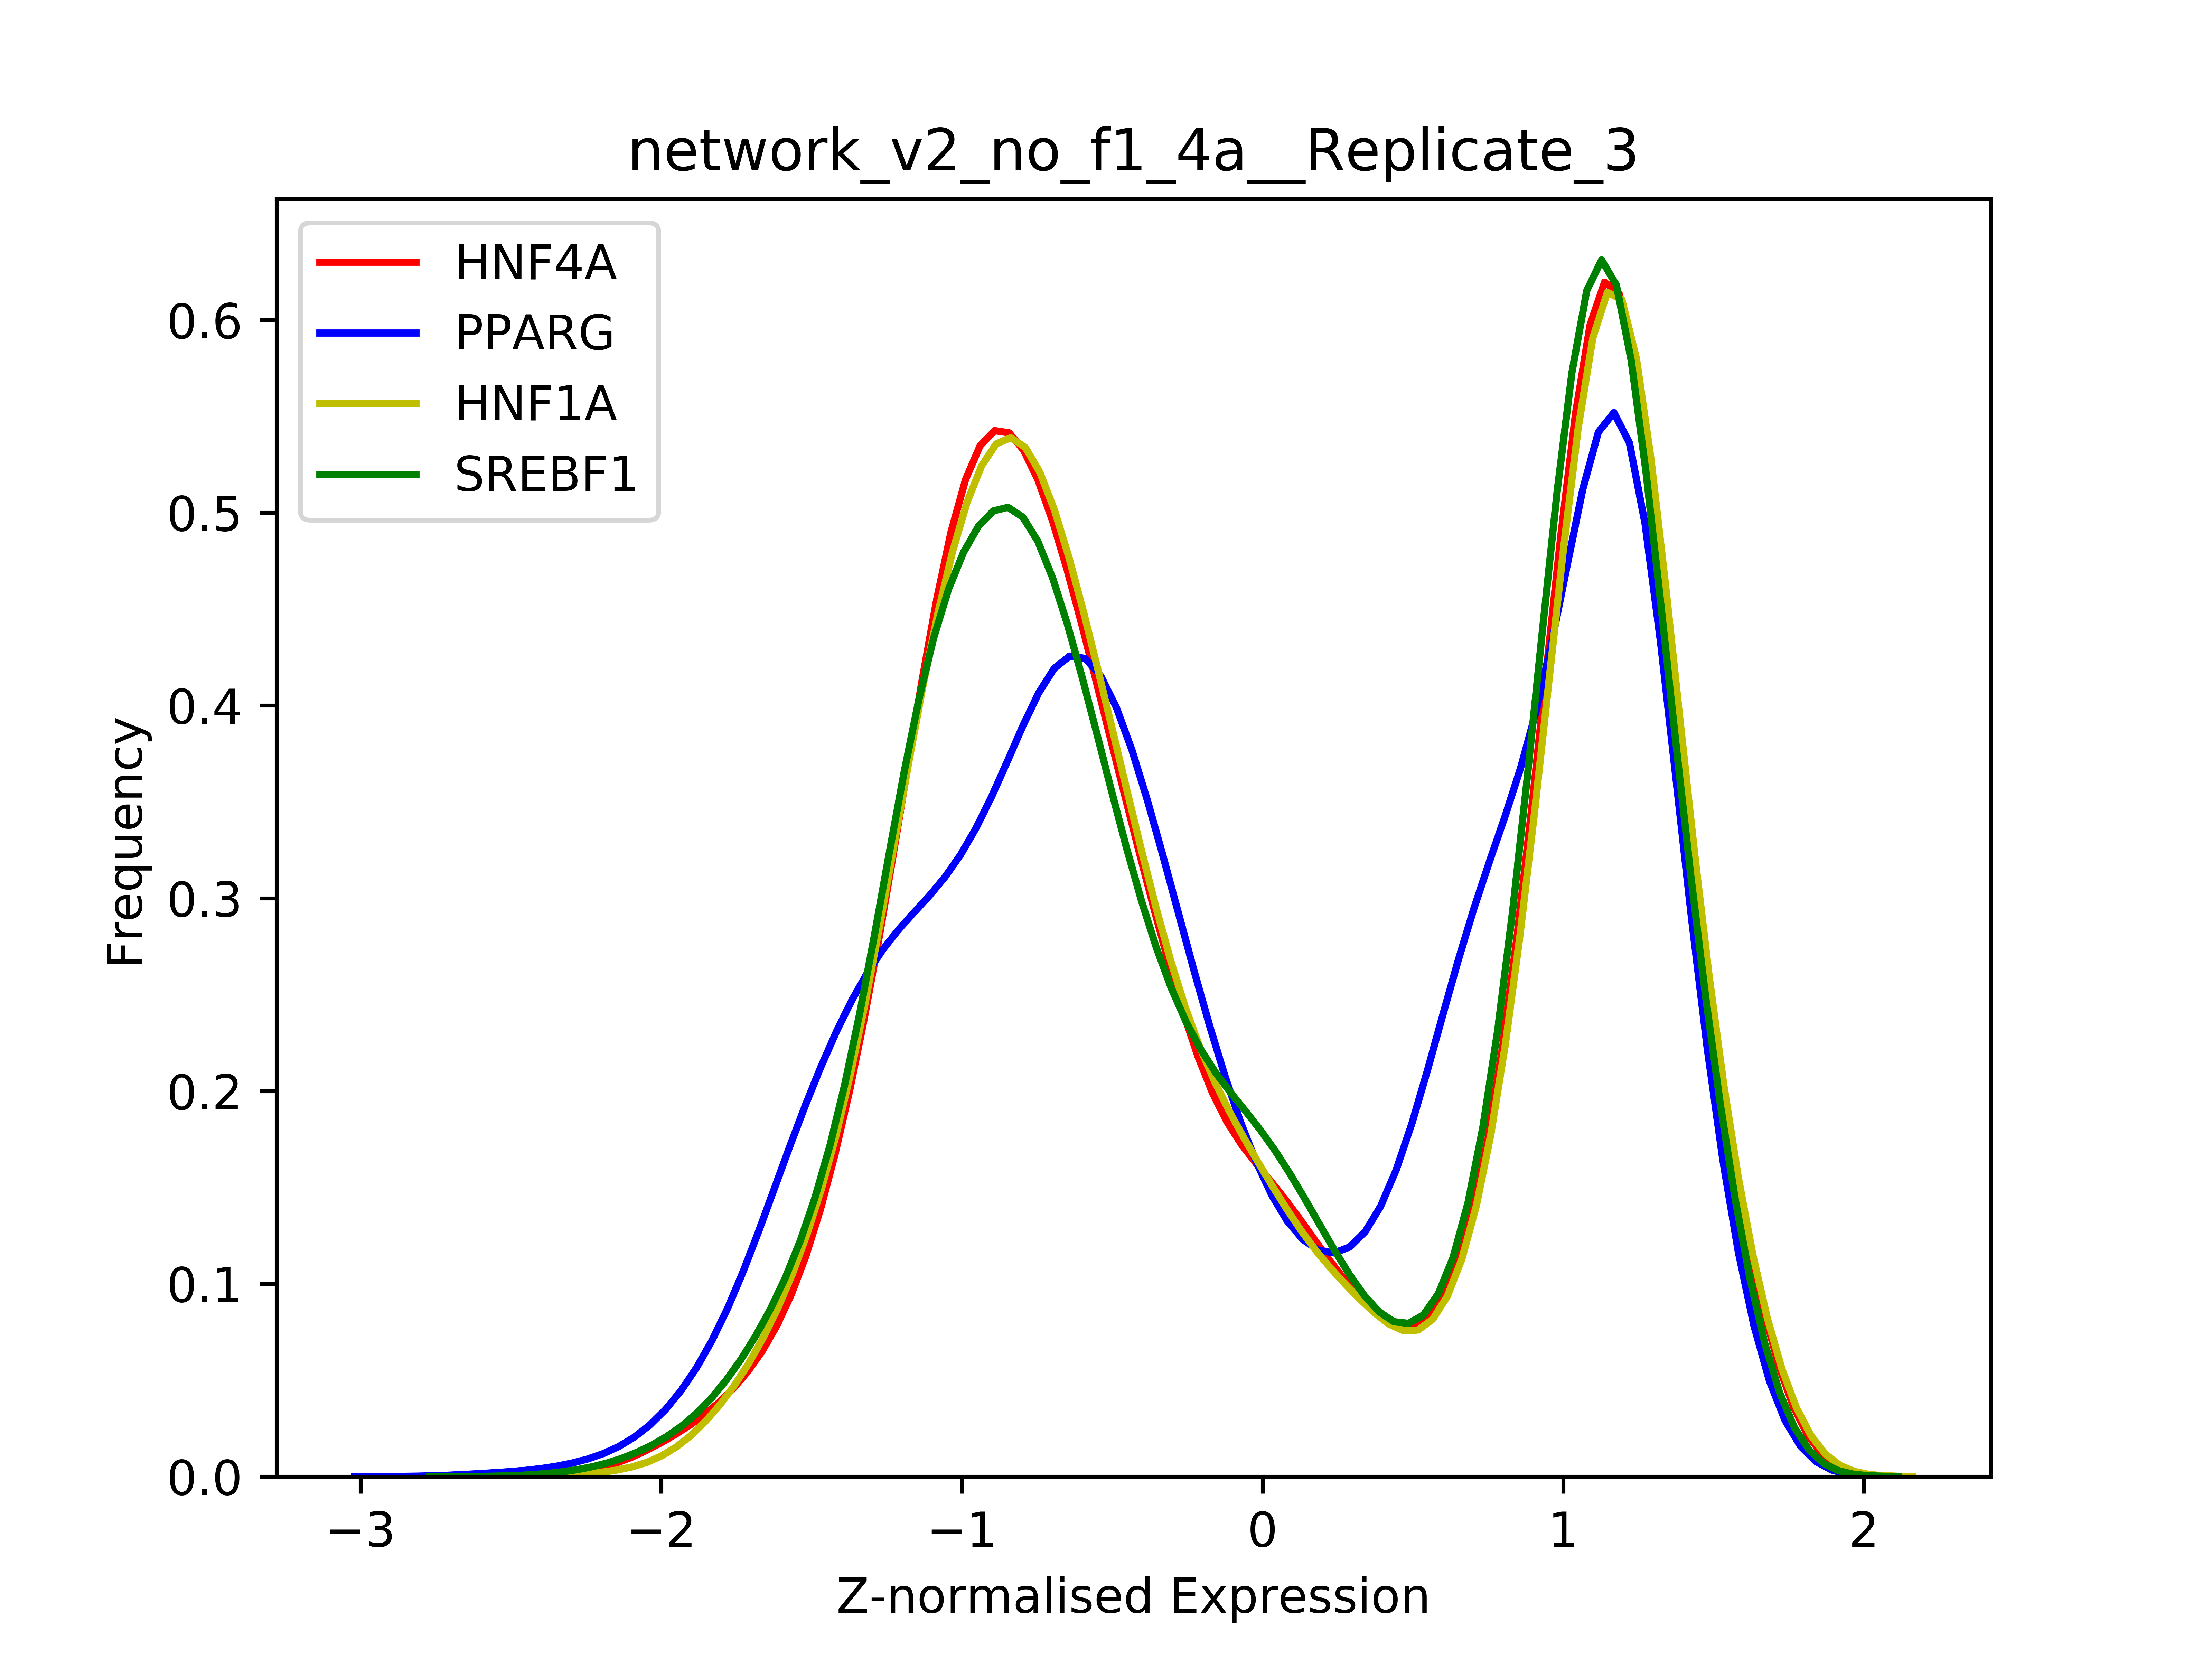 network_v2_no_f1_4a__Replicate_3
HNF4A
PPARG
HNF1A
SREBF1
Frequency
0.6
0.5
0.4
0.3
0.2
0.1
0.0
−3 −2 −1 0 1 2
Z-normalised Expression